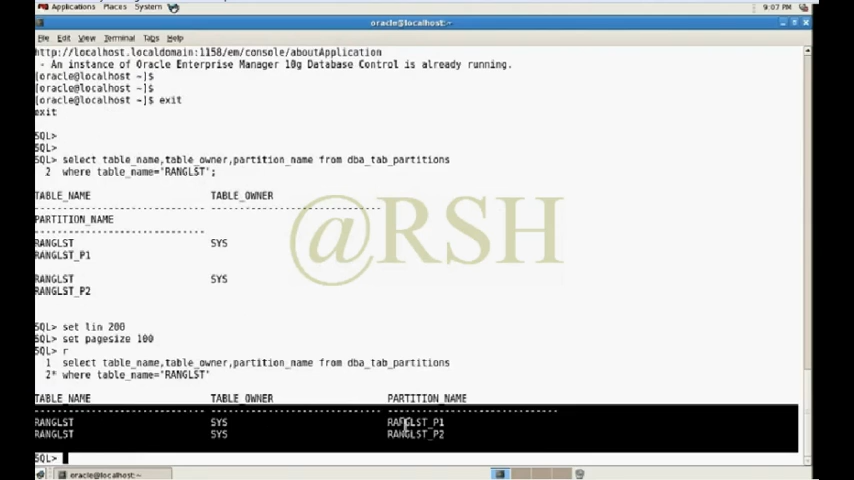 Applications Places System 9:07 PM
oracle@localhost:~
File Edit View Terminal Tabs Help
http://localhost.localdomain:1158/em/console/aboutApplication
- An instance of Oracle Enterprise Manager 10g Database Control is already running.
[oracle@localhost ~]$
[oracle@localhost ~]$
[oracle@localhost ~]$ exit
exit
SQL>
SQL>
SQL> select table_name,table_owner,partition_name from dba_tab_partitions
2 where table_name='RANGLST';
TABLE_NAME TABLE_OWNER
------------------------------ ------------------------------
PARTITION_NAME
------------------------------
RANGLST SYS
RANGLST_P1
RANGLST SYS
RANGLST_P2
@RSH
SQL> set lin 200
SQL> set pagesize 100
SQL> r
1 select table_name,table_owner,partition_name from dba_tab_partitions
2* where table_name='RANGLST'
TABLE_NAME TABLE_OWNER PARTITION_NAME
------------------------------ ------------------------------ ------------------------------
RANGLST SYS RANGLST_P1
RANGLST SYS RANGLST_P2
SQL>
oracle@localhost:~